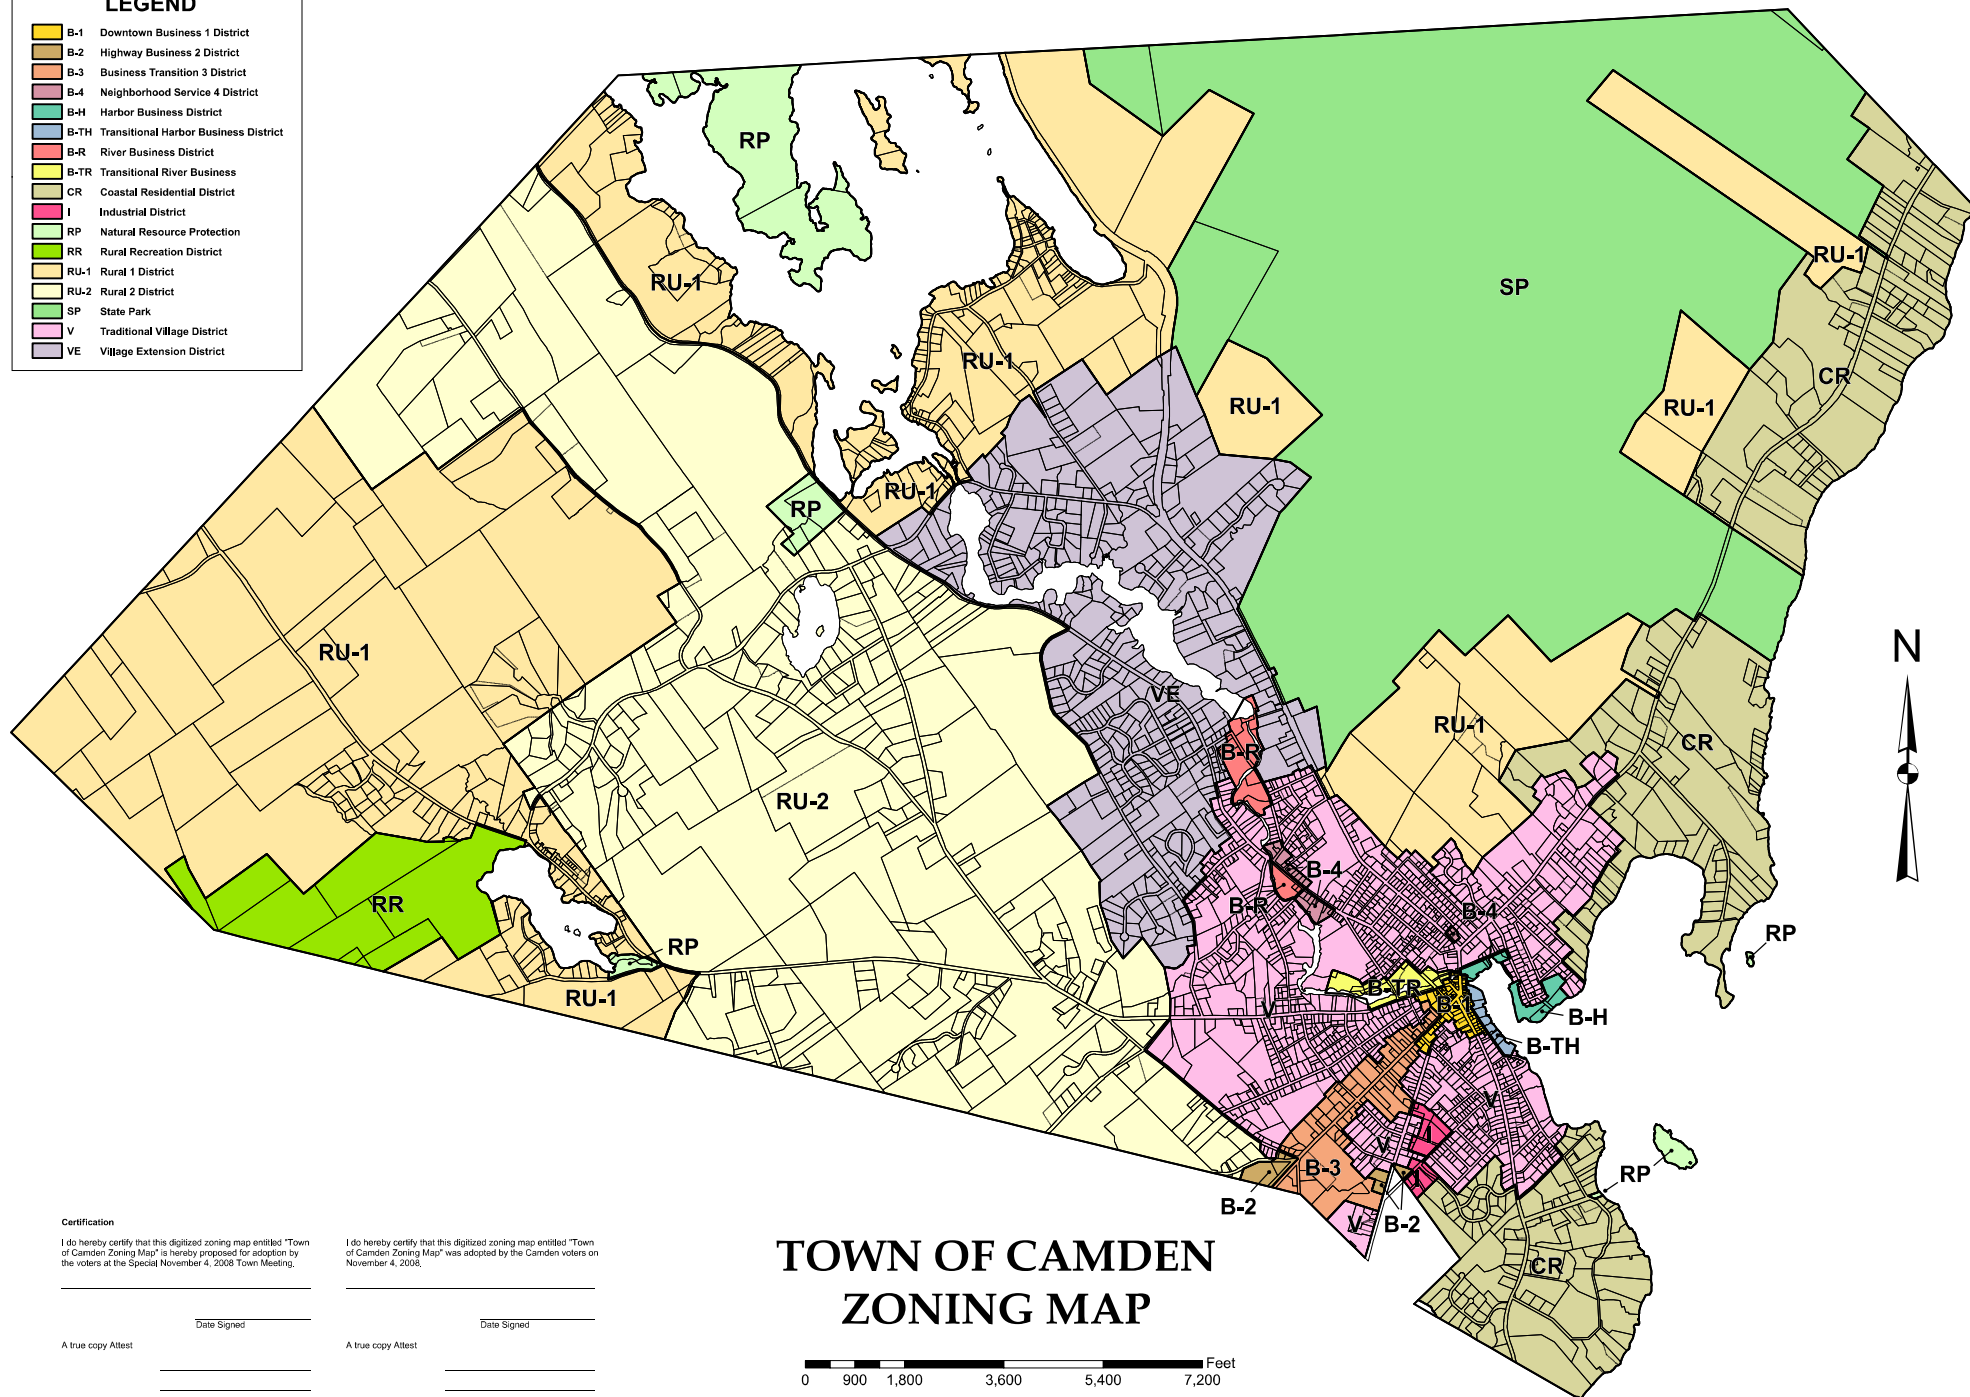 LEGEND
B-1 Downtown Business 1 District
B-2 Highway Business 2 District
B-3 Business Transition 3 District
B-4 Neighborhood Service 4 District
B-H Harbor Business District
B-TH Transitional Harbor Business District
B-R River Business District
B-TR Transitional River Business
CR Coastal Residential District
I Industrial District
RP Natural Resource Protection
RR Rural Recreation District
RU-1 Rural 1 District
RU-2 Rural 2 District
SP State Park
V Traditional Village District
VE Village Extension District
RP
RU-1
RU-1
SP
RU-1
CR
RU-1
RU-1
RU-1
RP
N
RU-1
VE
RU-1
CR
B-R
RU-2
B-4
RR
B-R
B-4
RP
RP
RU-1
B-TR
V
B-1
B-H
B-TH
V
I
V
B-3
RP
I
B-2
V
B-2
CR
Certification
I do hereby certify that this digitized zoning map entitled "Town
of Camden Zoning Map" is hereby proposed for adoption by
the voters at the Special November 4, 2008 Town Meeting.
Date Signed
A true copy Attest
I do hereby certify that this digitized zoning map entitled "Town
of Camden Zoning Map" was adopted by the Camden voters on
November 4, 2008.
Date Signed
A true copy Attest
TOWN OF CAMDEN
ZONING MAP
Feet
0 900 1,800 3,600 5,400 7,200